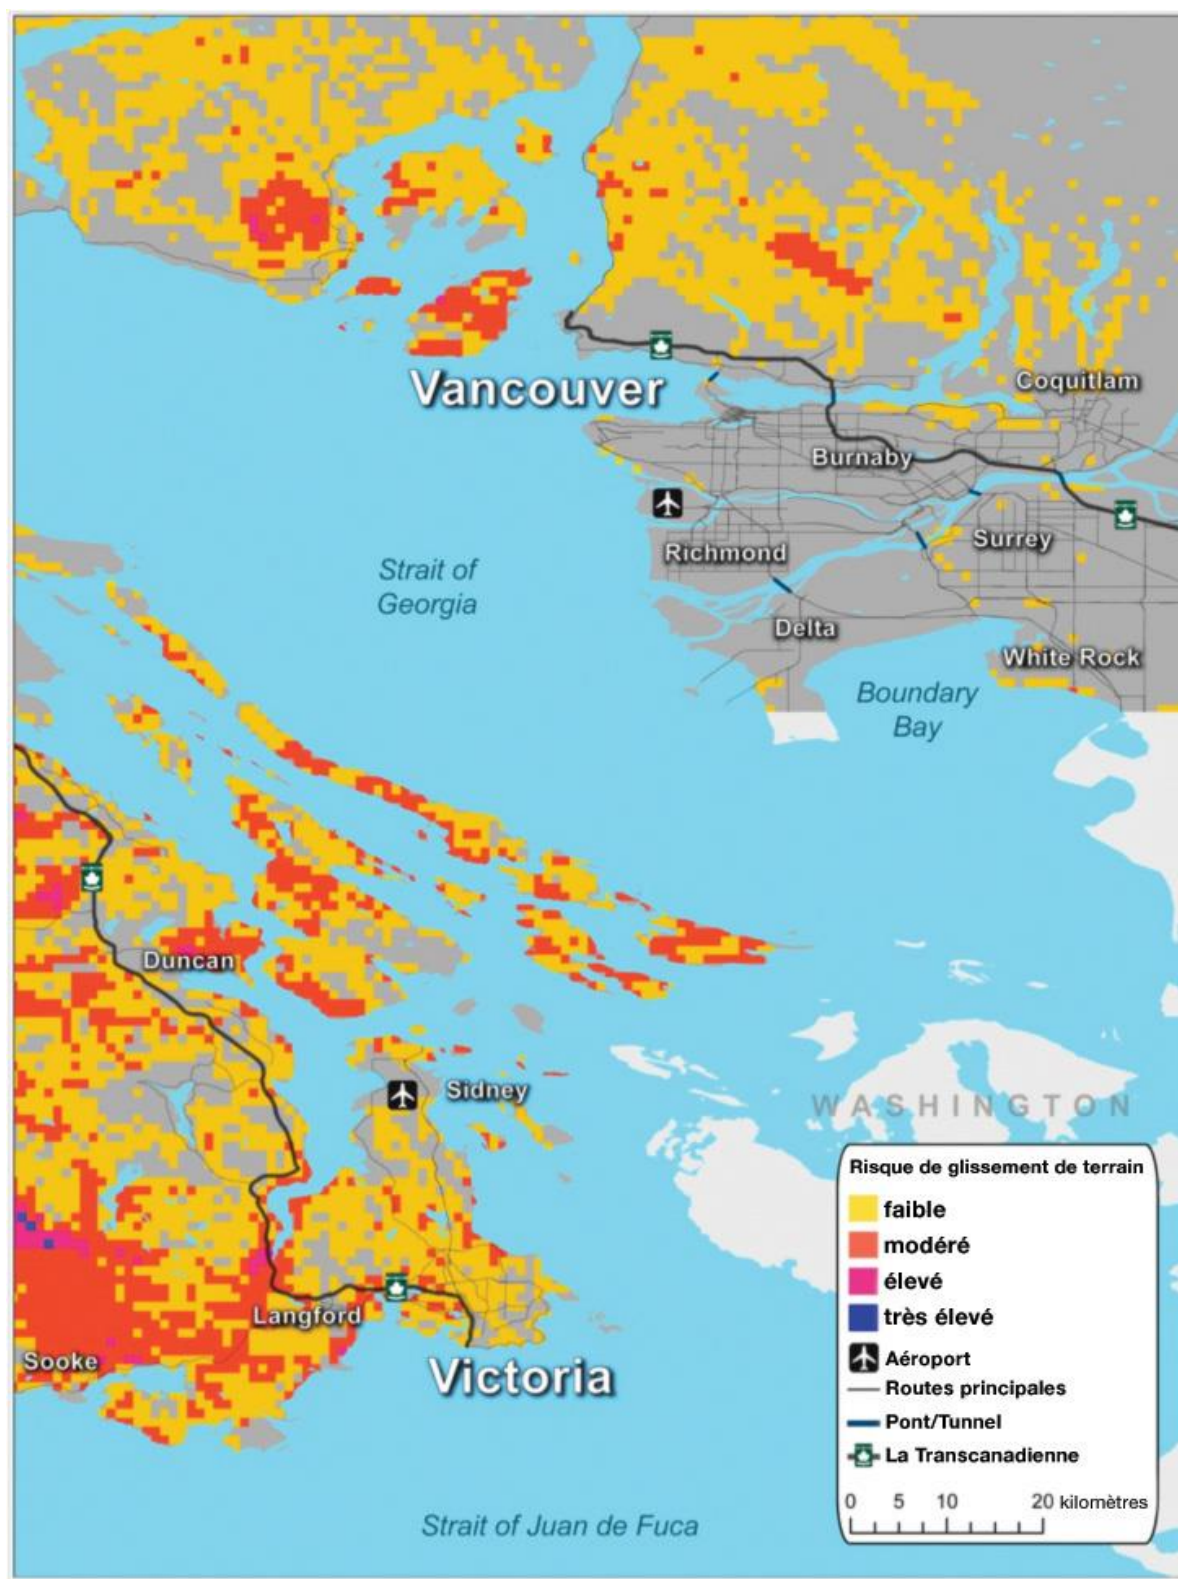 Vancouver
Coquitlam
Burnaby
Strait of
Georgia
Richmond
Surrey
Delta
White Rock
Boundary
Bay
Duncan
Sidney
WASHINGTON
Langford
Sooke
Victoria
Strait of Juan de Fuca
Risque de glissement de terrain
faible
modéré
élevé
très élevé
Aéroport
Routes principales
Pont/Tunnel
La Transcanadienne
0 5 10 20 kilomètres